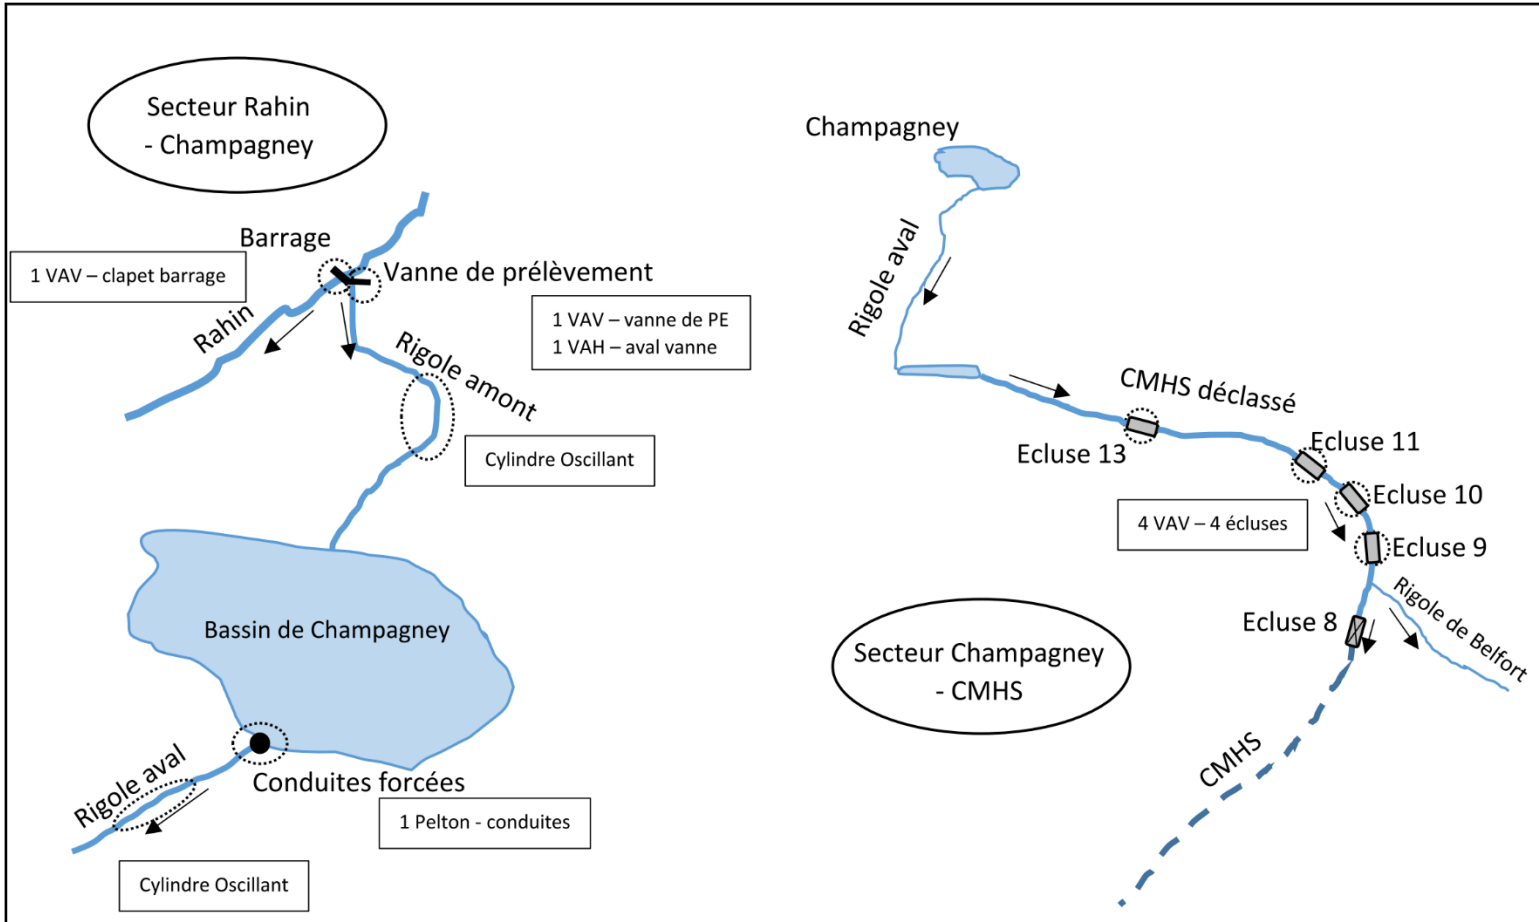 Secteur Rahin
- Champagney
Barrage
1 VAV – clapet barrage
Vanne de prélèvement
1 VAV – vanne de PE
1 VAH – aval vanne
Rahin
Rigole amont
Cylindre Oscillant
Bassin de Champagney
Rigole aval
Conduites forcées
1 Pelton - conduites
Cylindre Oscillant
Champagney
Rigole aval
CMHS déclassé
Ecluse 13
Ecluse 11
Ecluse 10
4 VAV – 4 écluses
Ecluse 9
Rigole de Belfort
Ecluse 8
Secteur Champagney
- CMHS
CMHS